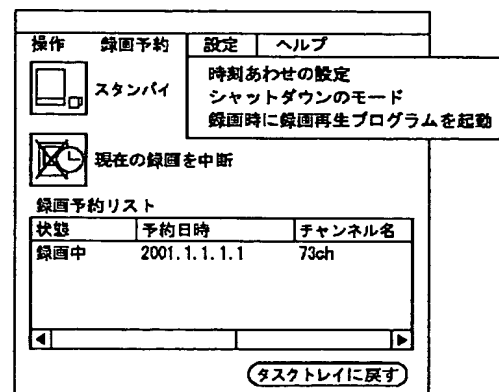 操作 録画予約 設定 ヘルプ
時刻あわせの設定
シャットダウンのモード
録画時に録画再生プログラムを起動
スタンバイ
現在の録画を中断
録画予約リスト
状態 予約日時 チャンネル名
録画中 2001.1.1.1.1 73ch
タスクトレイに戻す